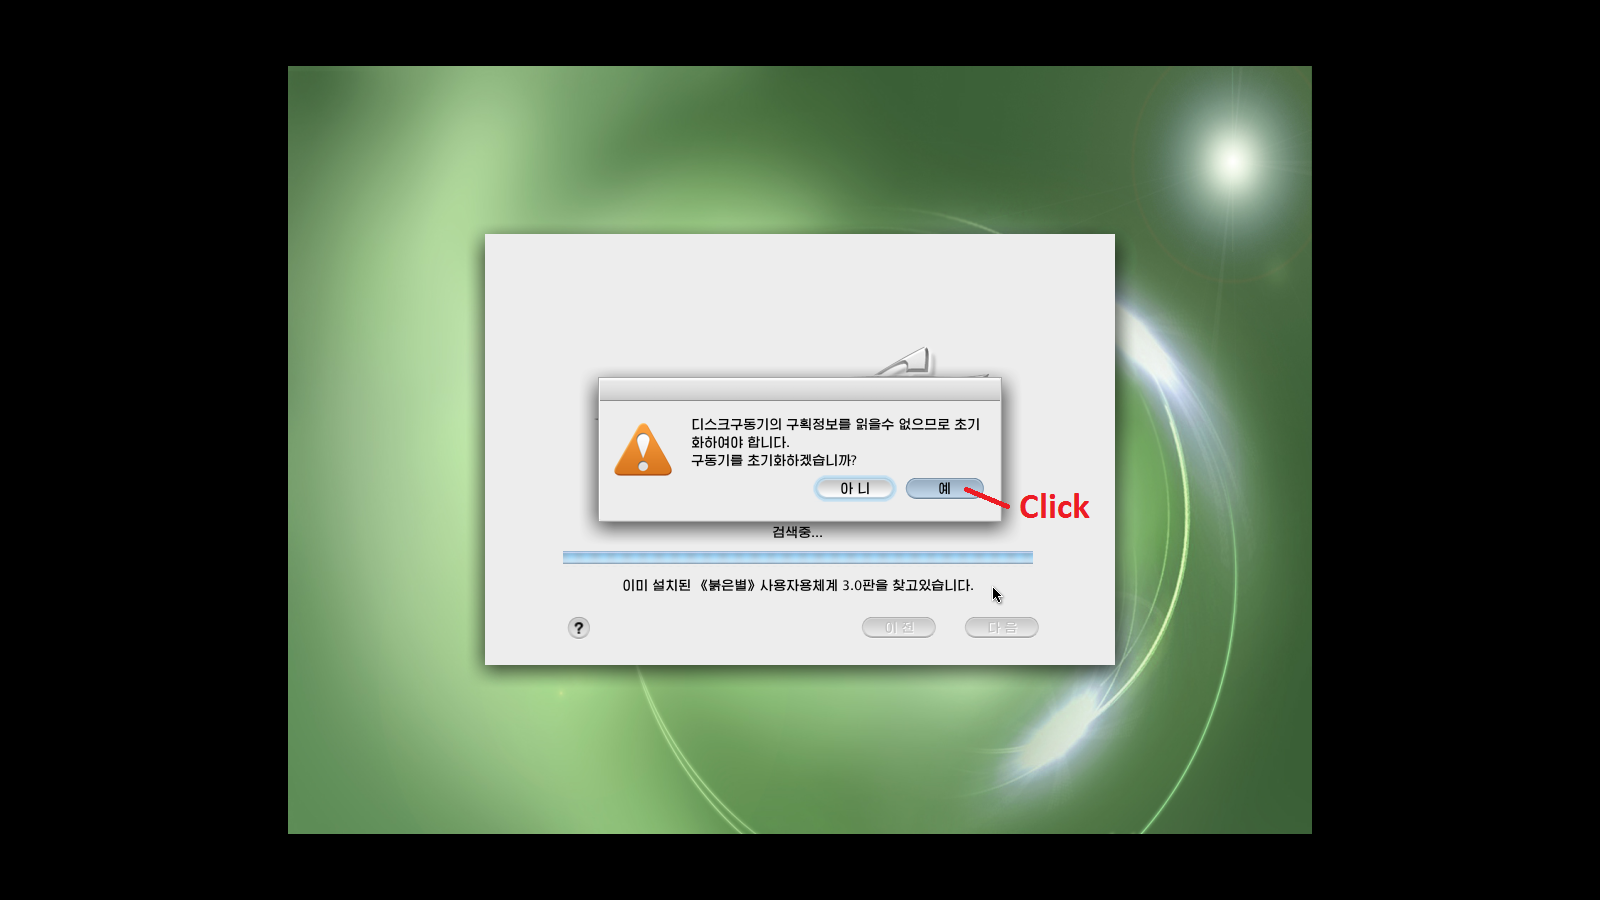 디스크구동기의 구획정보를 읽을수 없으므로 초기
화하여야 합니다.
구동기를 초기화하겠습니까?
아니
예
Click
검색중...
이미 설치된 《붉은별》 사용자용체계 3.0판을 찾고있습니다.
?
이전
다음